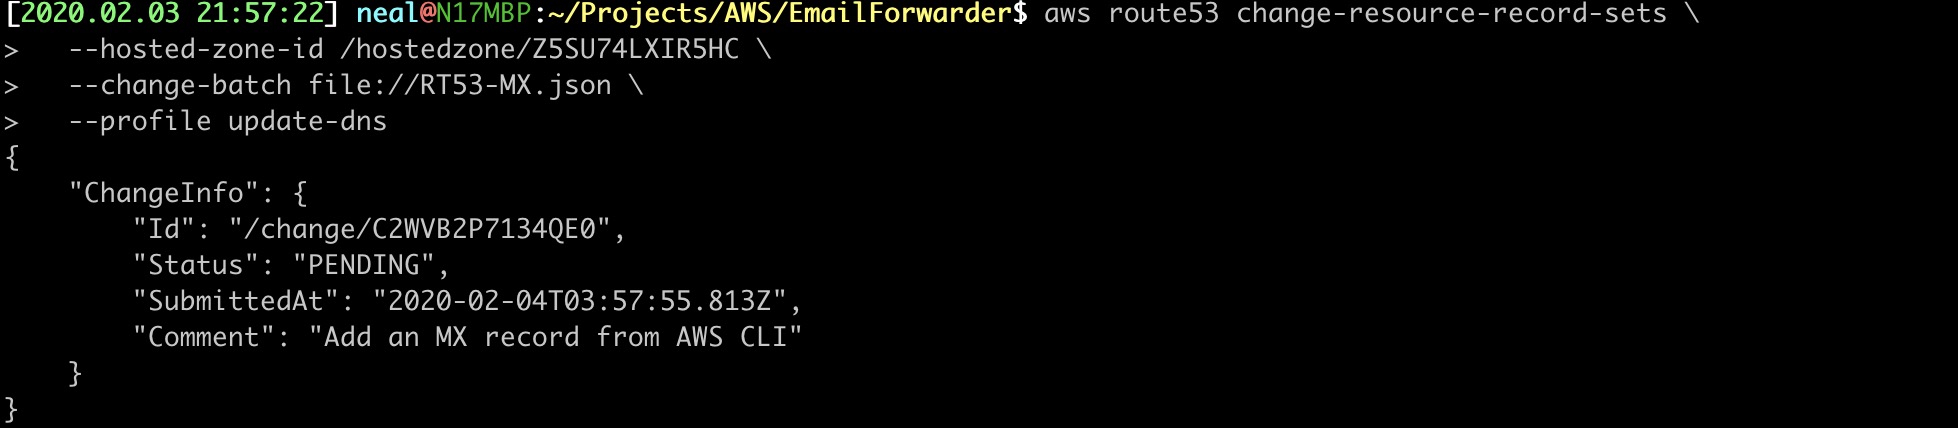 [2020.02.03 21:57:22] neal@N17MBP:~/Projects/AWS/EmailForwarder$ aws route53 change-resource-record-sets \
>   --hosted-zone-id /hostedzone/Z5SU74LXIR5HC \
>   --change-batch file://RT53-MX.json \
>   --profile update-dns
{
    "ChangeInfo": {
        "Id": "/change/C2WVB2P7134QE0",
        "Status": "PENDING",
        "SubmittedAt": "2020-02-04T03:57:55.813Z",
        "Comment": "Add an MX record from AWS CLI"
    }
}